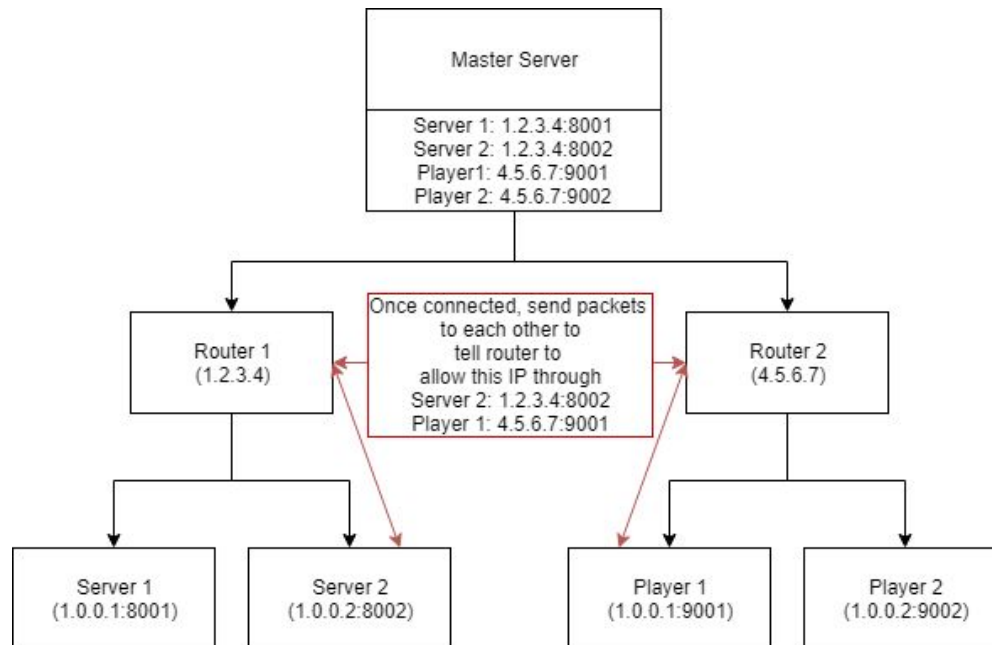 Master Server
Server 1: 1.2.3.4:8001
Server 2: 1.2.3.4:8002
Player1: 4.5.6.7:9001
Player 2: 4.5.6.7:9002
Once connected, send packets
to each other to
tell router to
allow this IP through
Server 2: 1.2.3.4:8002
Player 1: 4.5.6.7:9001
Router 1
(1.2.3.4)
Router 2
(4.5.6.7)
Server 1
(1.0.0.1:8001)
Server 2
(1.0.0.2:8002)
Player 1
(1.0.0.1:9001)
Player 2
(1.0.0.2:9002)